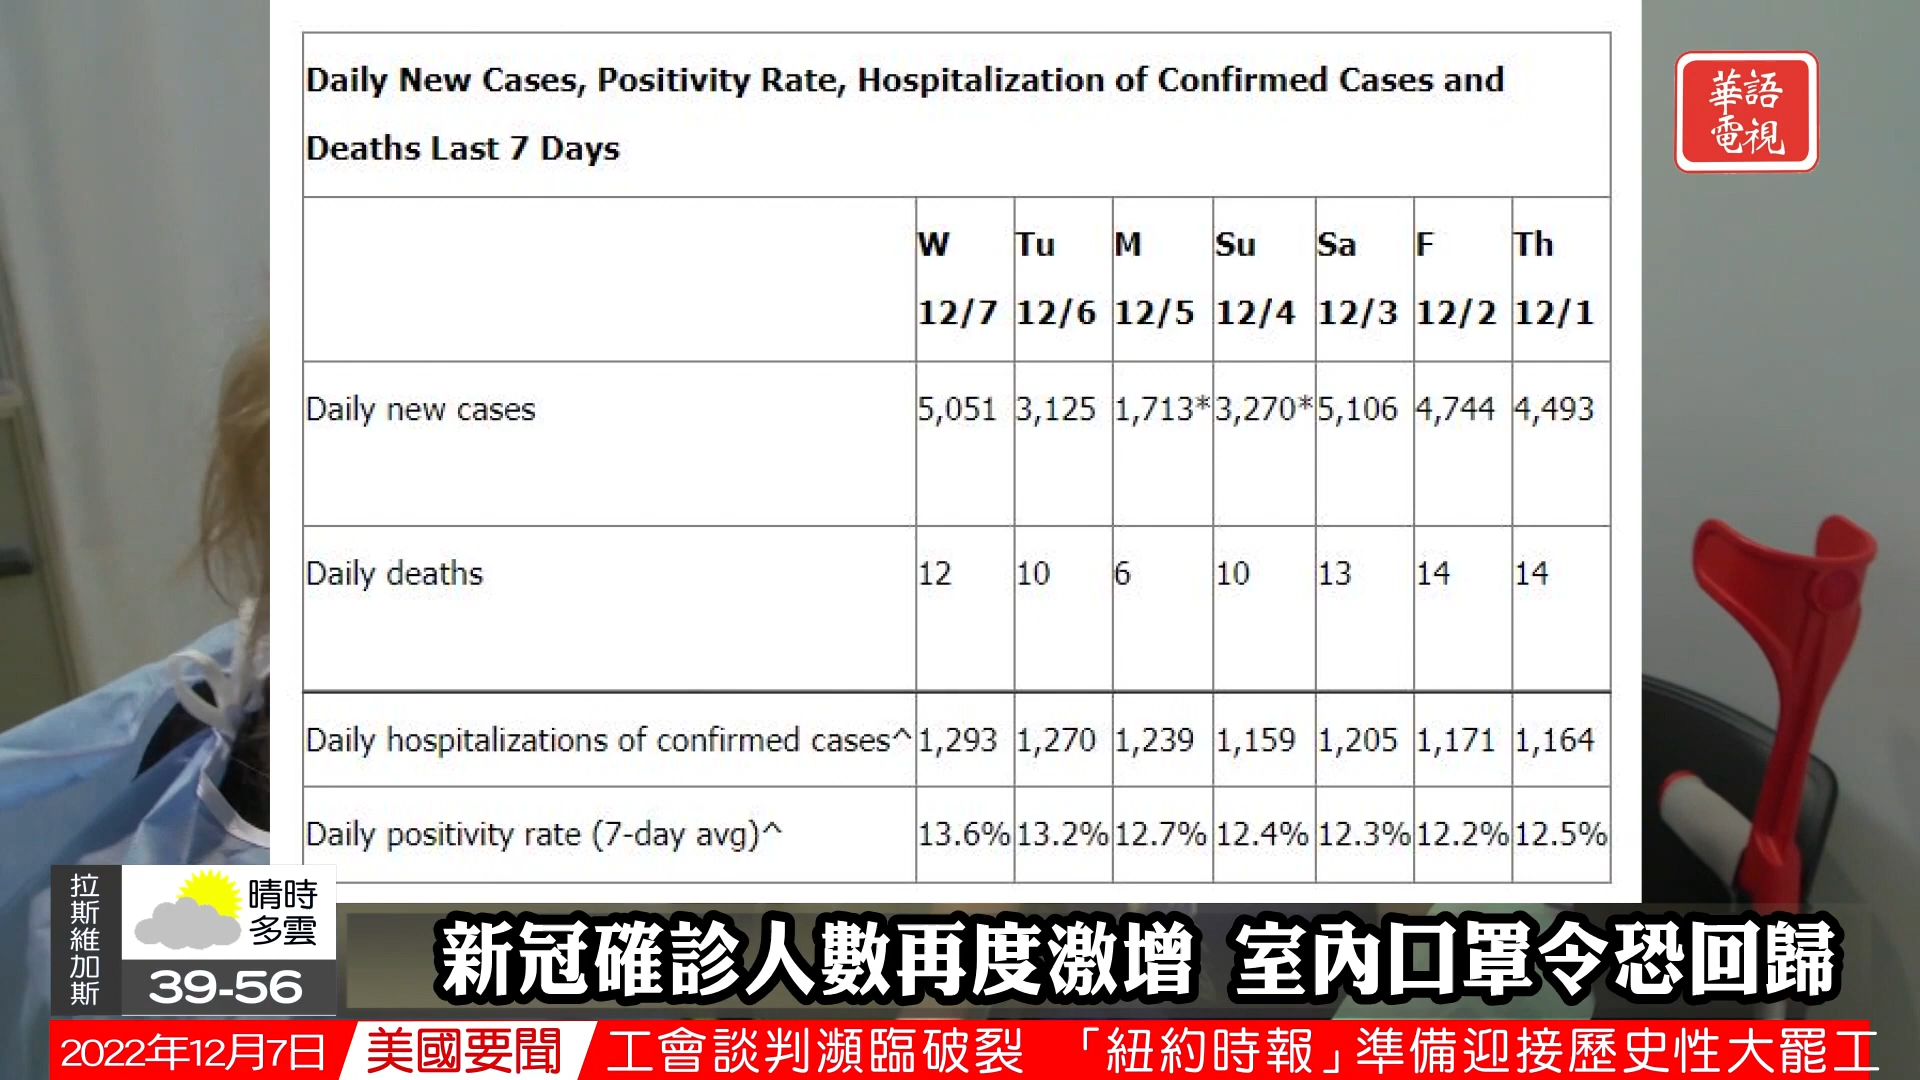 Daily New Cases, Positivity Rate, Hospitalization of Confirmed Cases and
Deaths Last 7 Days
W Tu M Su Sa F Th
12/7 12/6 12/5 12/4 12/3 12/2 12/1
Daily new cases 5,051 3,125 1,713* 3,270* 5,106 4,744 4,493
Daily deaths 12 10 6 10 13 14 14
Daily hospitalizations of confirmed cases^ 1,293 1,270 1,239 1,159 1,205 1,171 1,164
Daily positivity rate (7-day avg)^ 13.6% 13.2% 12.7% 12.4% 12.3% 12.2% 12.5%
華語
電視
拉斯維加斯
晴時
多雲
39-56
新冠確診人數再度激增 室內口罩令恐回歸
2022年12月7日 美國要聞 工會談判瀕臨破裂 「紐約時報」準備迎接歷史性大罷工